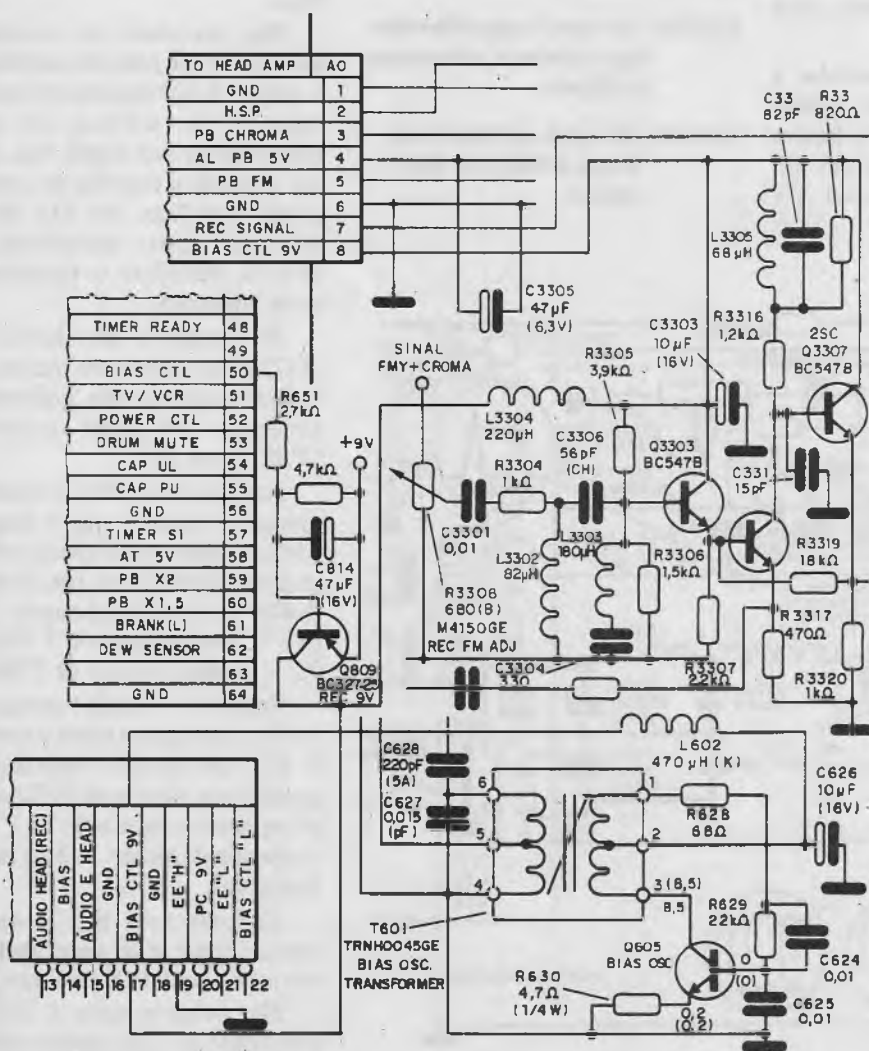 TO HEAD AMP AO
GND 1
H.S.P. 2
PB CHROMA 3
AL PB 5V 4
PB FM 5
GND 6
REC SIGNAL 7
BIAS CTL 9V 8
C33
82pF
R33
820Ω
L3305
68µH
C3305
47µF
(6,3V)
TIMER READY 48
49
BIAS CTL 50
TV/VCR 51
POWER CTL 52
DRUM MUTE 53
CAP UL 54
CAP PU 55
GND 56
TIMER S1 57
AT 5V 58
PB X2 59
PB X1,5 60
BRANK(L) 61
DEW SENSOR 62
63
GND 64
R651
2,7kΩ
+9V
4,7kΩ
C814
47µF
(16V)
Q809
BC327-25
REC 9V
SINAL
FMY+CROMA
L3304
220µH
R3305
3,9kΩ
C3303
10µF
(16V)
R3316
1,2kΩ
2SC
Q3307
BC547B
C3306
56pF
(CH)
Q3303
BC547B
R3304
1kΩ
C3301
0,01
C331
15pF
L3303
180µH
L3302
82µH
R3306
1,5kΩ
R3319
18kΩ
R3308
680(B)
M4150GE
REC FM ADJ
C3304
330
R3307
2,2kΩ
R3317
470Ω
R3320
1kΩ
L602
470µH(K)
C628
220pF
(5A)
C627
0,015
(pF)
6
5
4
1
2
3 (8,5)
8,5
R628
68Ω
C626
10µF
(16V)
T601
TRNH0045GE
BIAS OSC.
TRANSFORMER
R629
22kΩ
Q605
BIAS OSC
0
(0)
C624
0,01
R630
4,7Ω
(1/4W)
0,2
(0,2)
C625
0,01
AUDIO HEAD (REC) 13
BIAS 14
AUDIO E HEAD 15
GND 16
BIAS CTL 9V 17
GND 18
EE"H" 19
PC 9V 20
EE"L" 21
BIAS CTL "L" 22